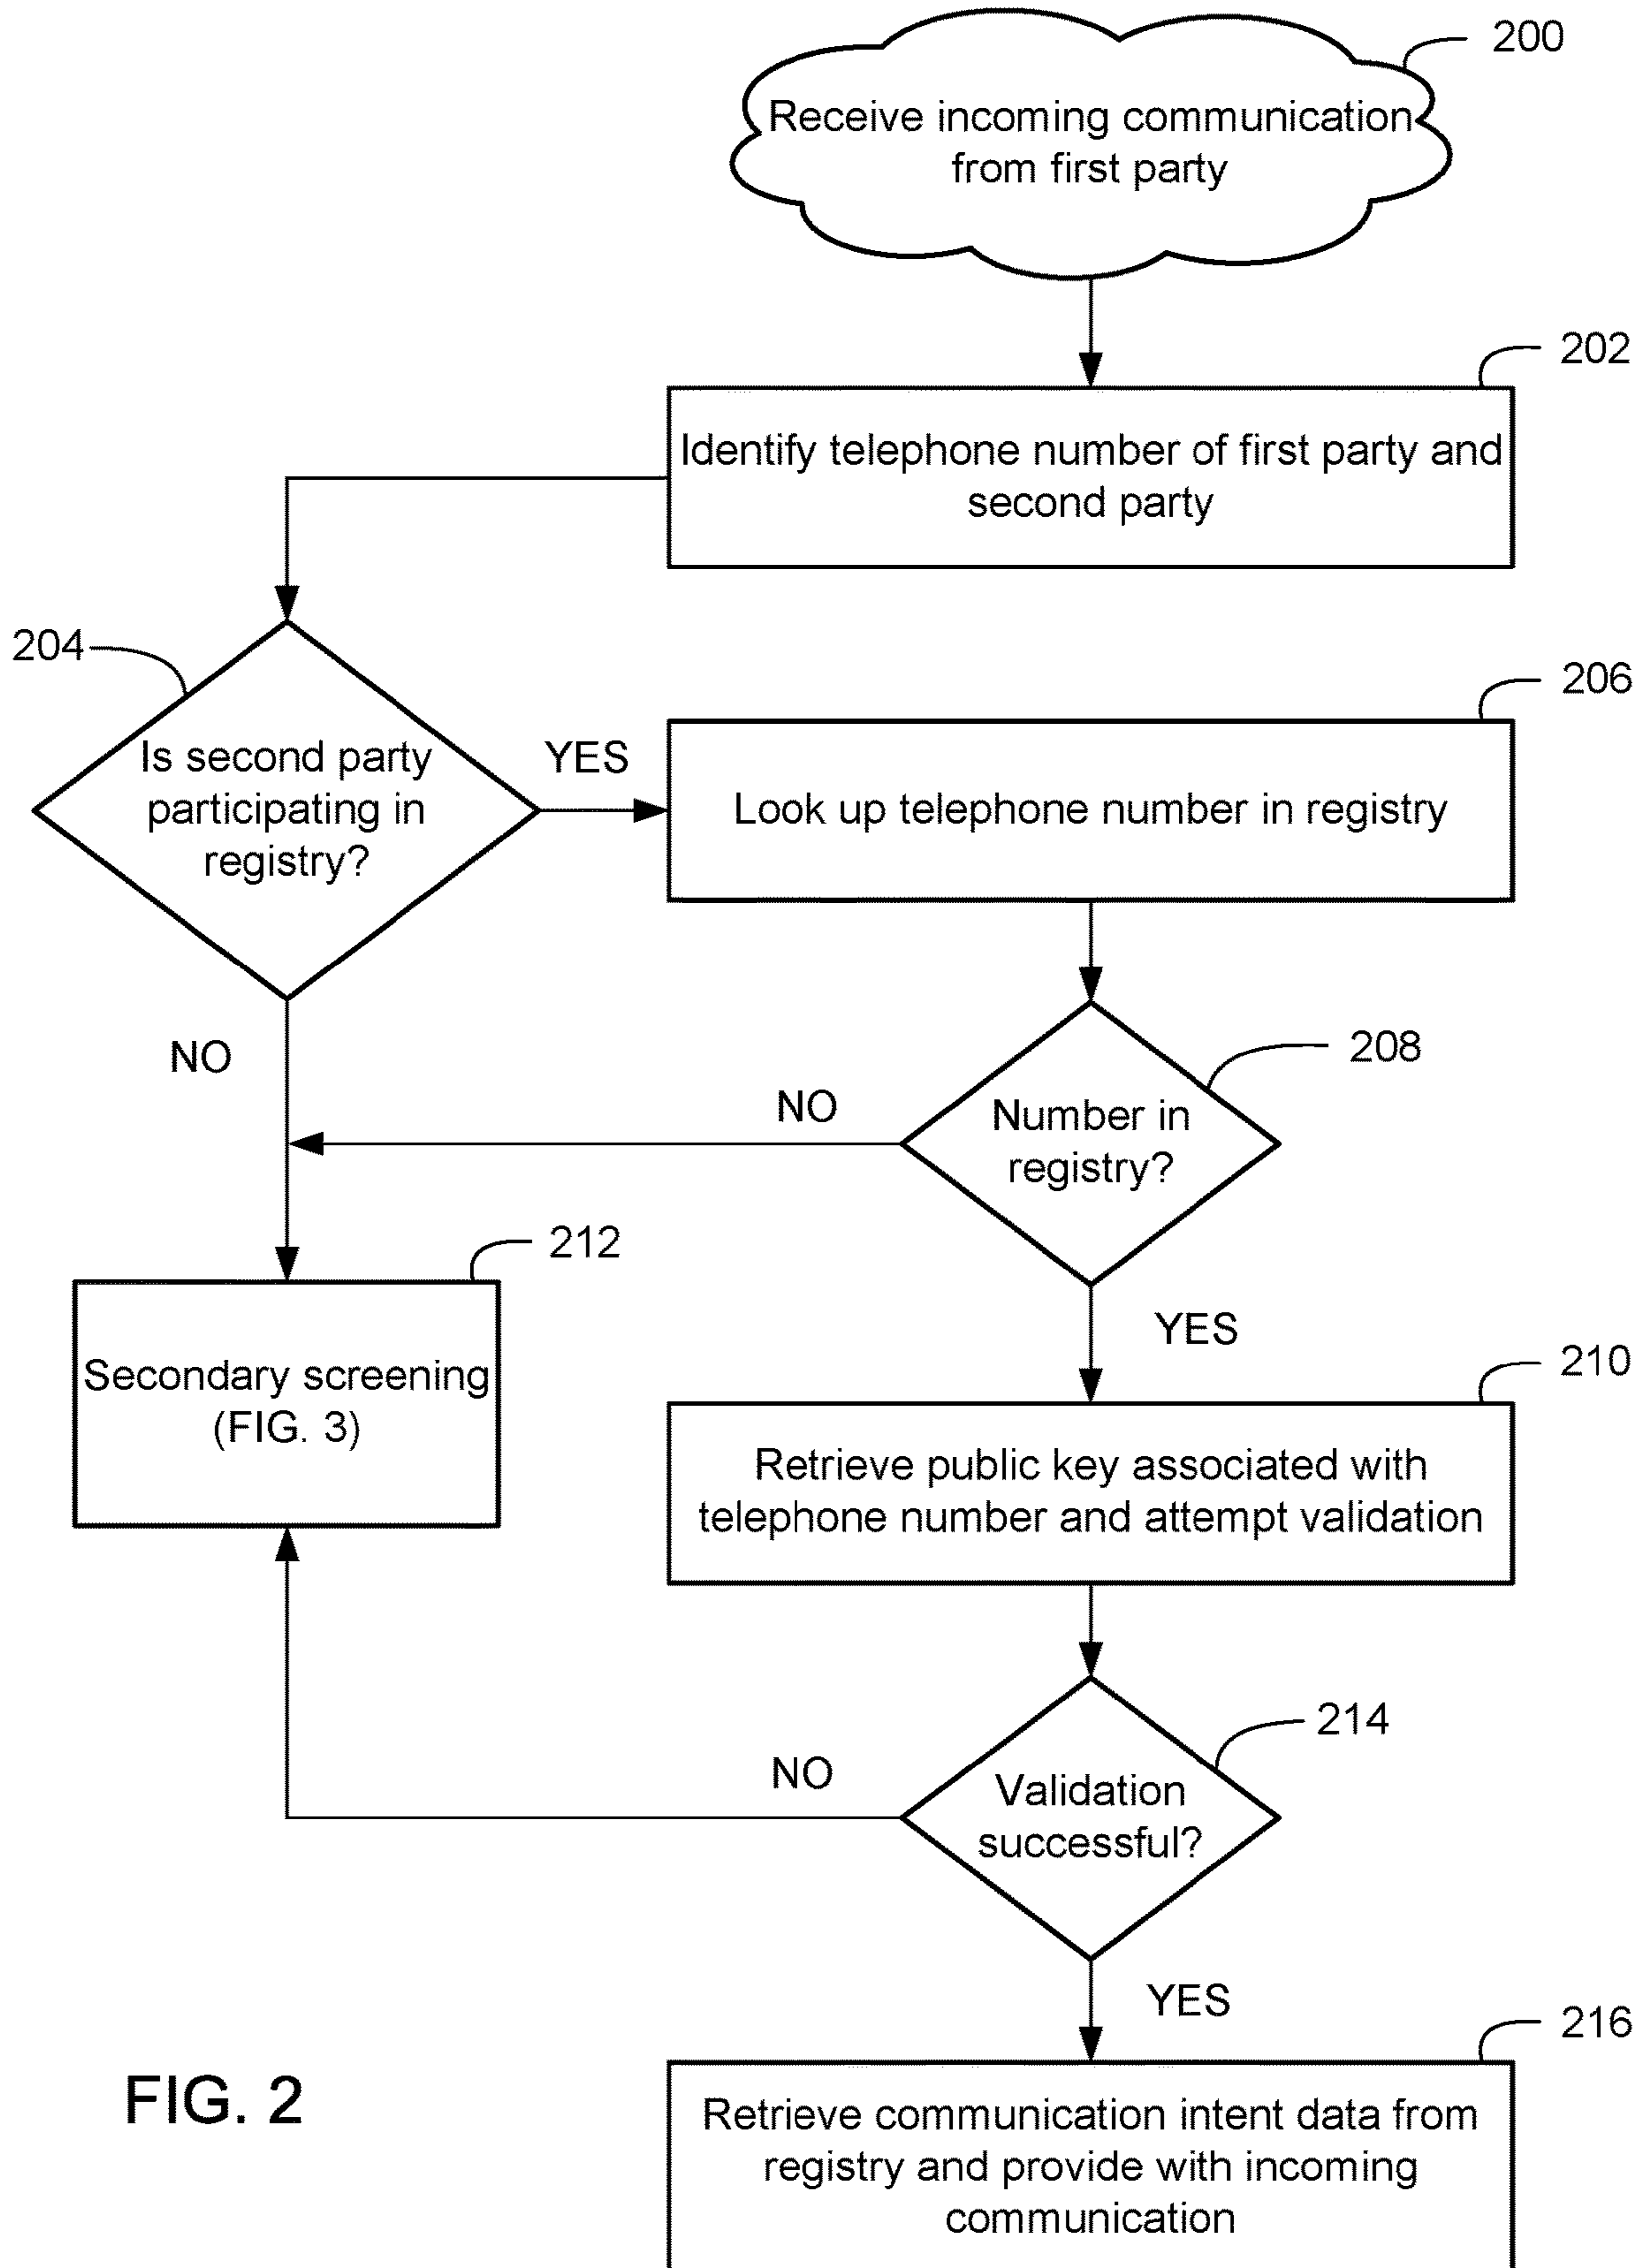 200
Receive incoming communication
from first party
202
Identify telephone number of first party and
second party
204
Is second party
participating in
registry?
YES
206
Look up telephone number in registry
NO
208
Number in
registry?
NO
212
Secondary screening
(FIG. 3)
YES
210
Retrieve public key associated with
telephone number and attempt validation
214
Validation
successful?
NO
YES
216
Retrieve communication intent data from
registry and provide with incoming
communication
FIG. 2